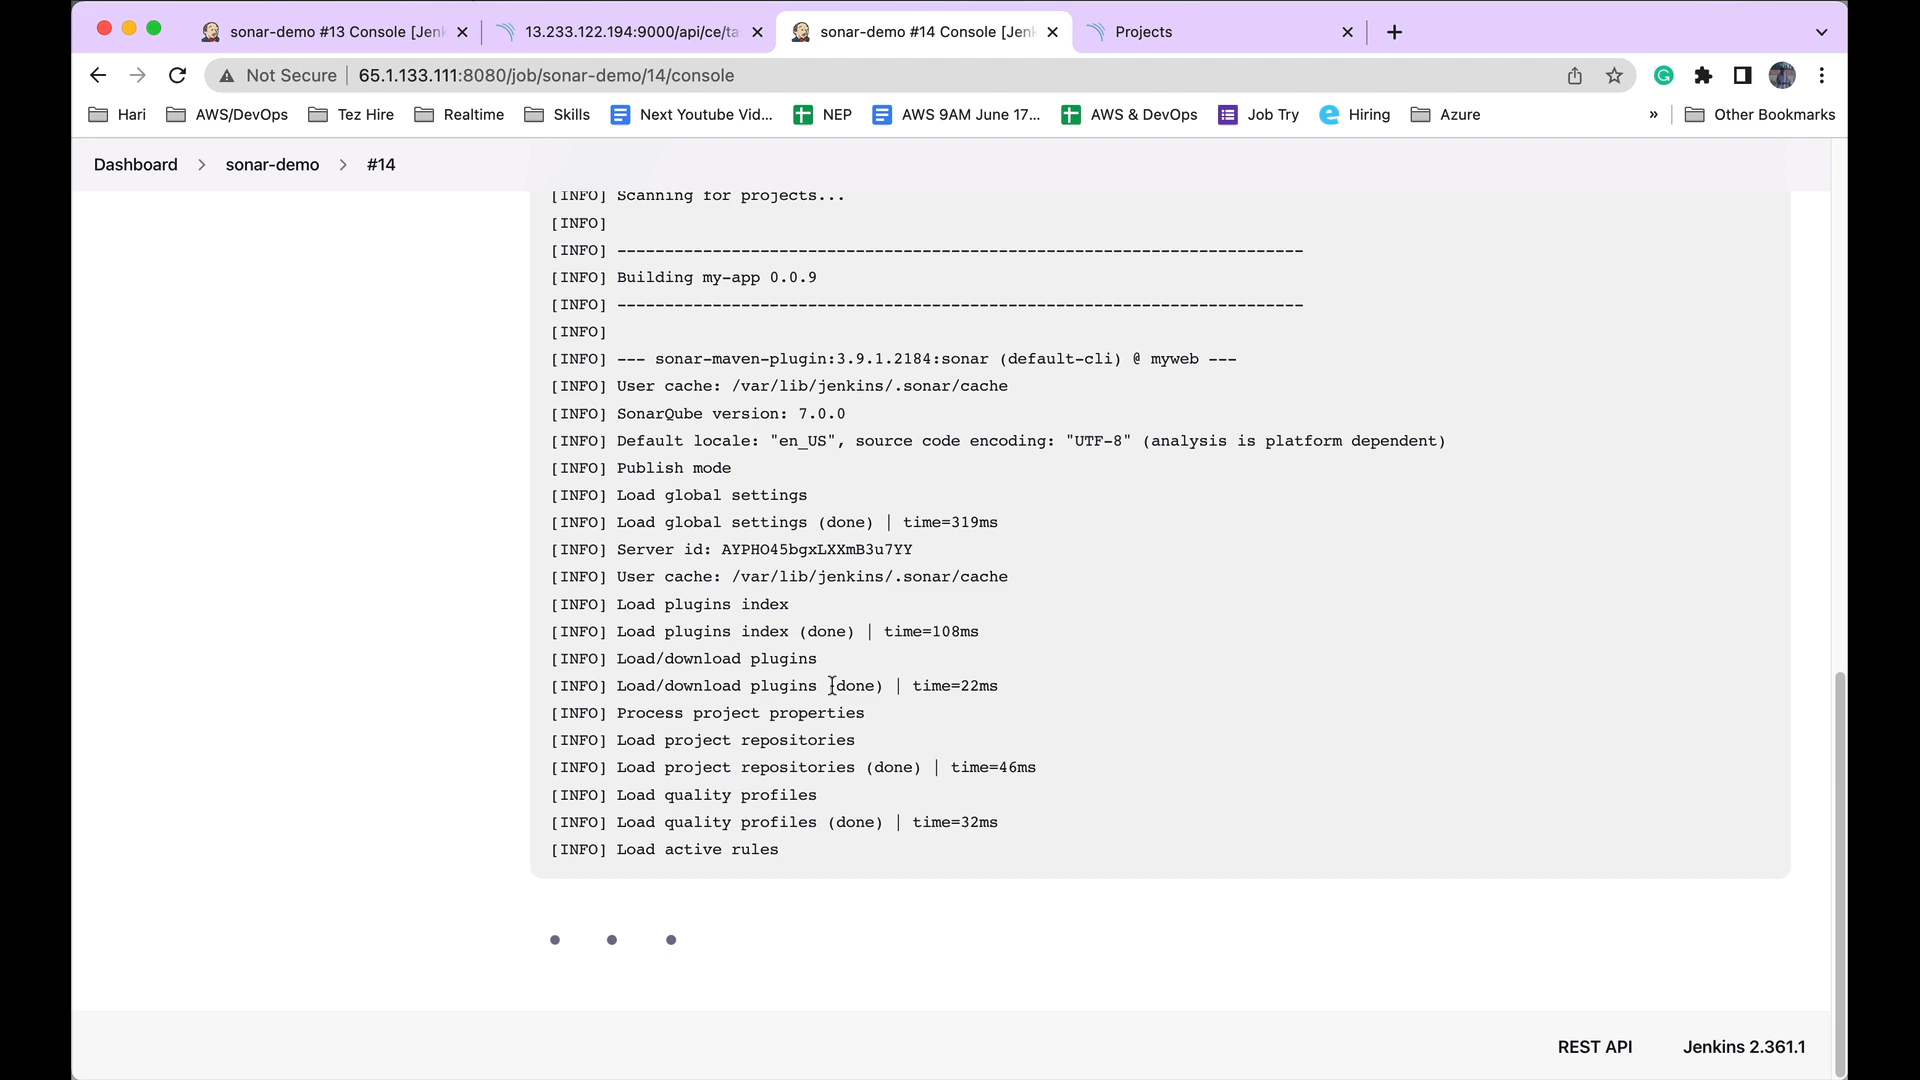 sonar-demo #13 Console [Jen
13.233.122.194:9000/api/ce/ta
sonar-demo #14 Console [Jen
Projects
Not Secure
65.1.133.111:8080/job/sonar-demo/14/console
Hari
AWS/DevOps
Tez Hire
Realtime
Skills
Next Youtube Vid...
NEP
AWS 9AM June 17...
AWS & DevOps
Job Try
Hiring
Azure
»
Other Bookmarks
Dashboard > sonar-demo > #14
[INFO] Scanning for projects...
[INFO]
[INFO] ------------------------------------------------------------------------
[INFO] Building my-app 0.0.9
[INFO] ------------------------------------------------------------------------
[INFO]
[INFO] --- sonar-maven-plugin:3.9.1.2184:sonar (default-cli) @ myweb ---
[INFO] User cache: /var/lib/jenkins/.sonar/cache
[INFO] SonarQube version: 7.0.0
[INFO] Default locale: "en_US", source code encoding: "UTF-8" (analysis is platform dependent)
[INFO] Publish mode
[INFO] Load global settings
[INFO] Load global settings (done) | time=319ms
[INFO] Server id: AYPHO45bgxLXXmB3u7YY
[INFO] User cache: /var/lib/jenkins/.sonar/cache
[INFO] Load plugins index
[INFO] Load plugins index (done) | time=108ms
[INFO] Load/download plugins
[INFO] Load/download plugins (done) | time=22ms
[INFO] Process project properties
[INFO] Load project repositories
[INFO] Load project repositories (done) | time=46ms
[INFO] Load quality profiles
[INFO] Load quality profiles (done) | time=32ms
[INFO] Load active rules
REST API
Jenkins 2.361.1